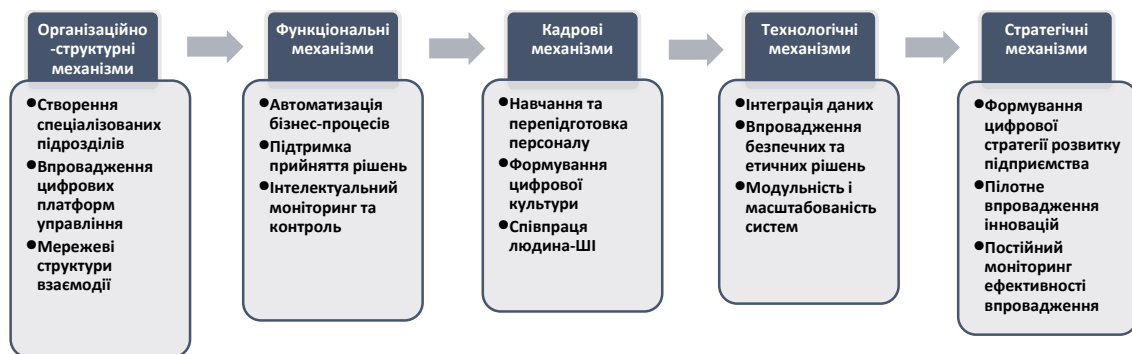 Організаційно
-структурні
механізми
●Створення
спеціалізованих
підрозділів
●Впровадження
цифрових
платформ
управління
●Мережеві
структури
взаємодії
Функціональні
механізми
●Автоматизація
бізнес-процесів
●Підтримка
прийняття рішень
●Інтелектуальний
моніторинг та
контроль
Кадрові
механізми
●Навчання та
перепідготовка
персоналу
●Формування
цифрової
культури
●Співпраця
людина-ШІ
Технологічні
механізми
●Інтеграція даних
●Впровадження
безпечних та
етичних рішень
●Модульність і
масштабованість
систем
Стратегічні
механізми
●Формування
цифрової
стратегії розвитку
підприємства
●Пілотне
впровадження
інновацій
●Постійний
моніторинг
ефективності
впровадження